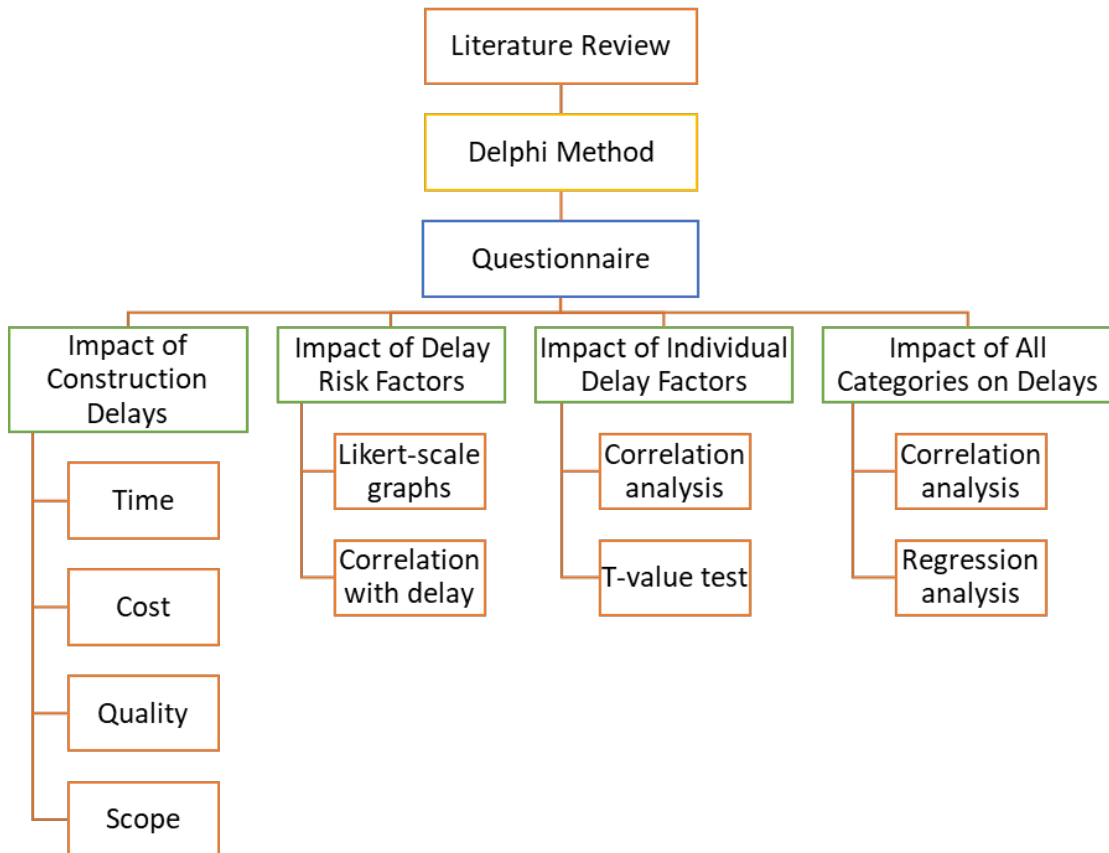 Literature Review
Delphi Method
Questionnaire
Impact of
Construction
Delays
Time
Cost
Quality
Scope
Impact of Delay
Risk Factors
Likert-scale
graphs
Correlation
with delay
Impact of Individual
Delay Factors
Correlation
analysis
T-value test
Impact of All
Categories on Delays
Correlation
analysis
Regression
analysis